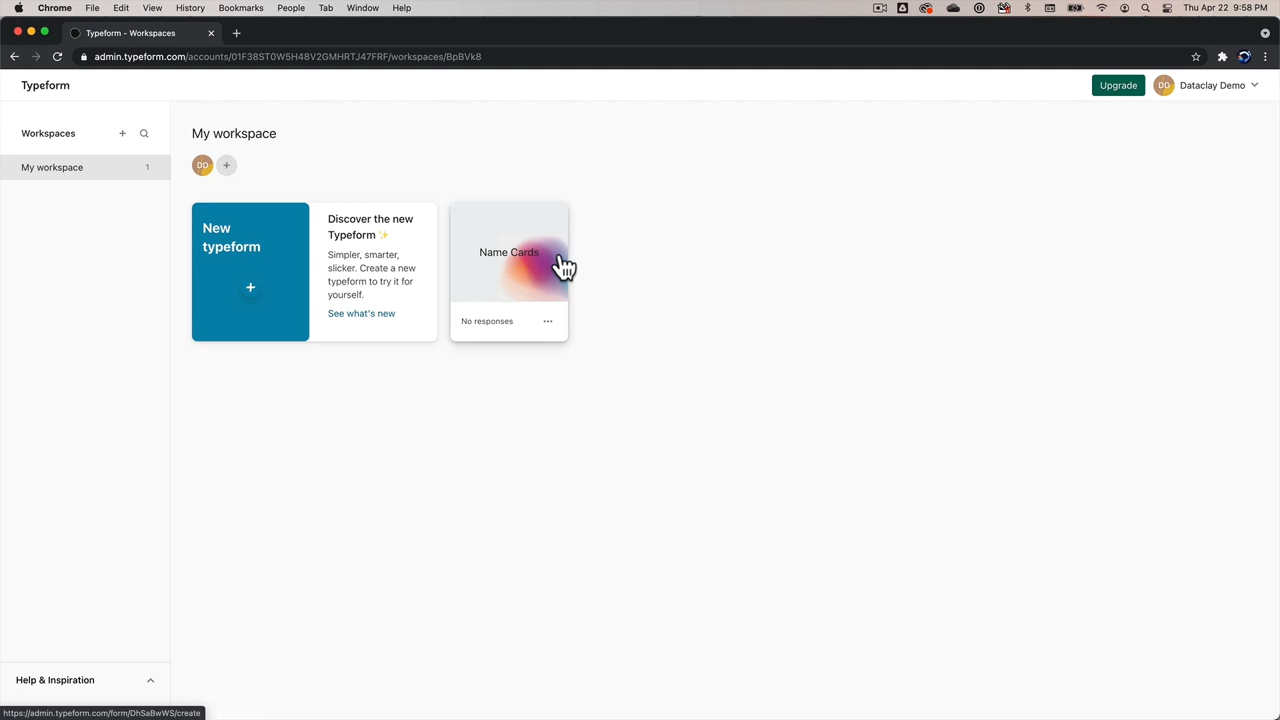 Chrome File Edit View History Bookmarks People Tab Window Help Thu Apr 22 9:58 PM
Typeform - Workspaces
admin.typeform.com/accounts/01F38ST0W5H48V2GMHRTJ47FRF/workspaces/BpBVk8
Typeform
Upgrade
DD
Dataclay Demo
Workspaces
My workspace
My workspace 1
DD
New
typeform
Discover the new
Typeform ✨
Simpler, smarter,
slicker. Create a new
typeform to try it for
yourself.
See what's new
Name Cards
No responses
Help & Inspiration
https://admin.typeform.com/form/DhSaBwWS/create